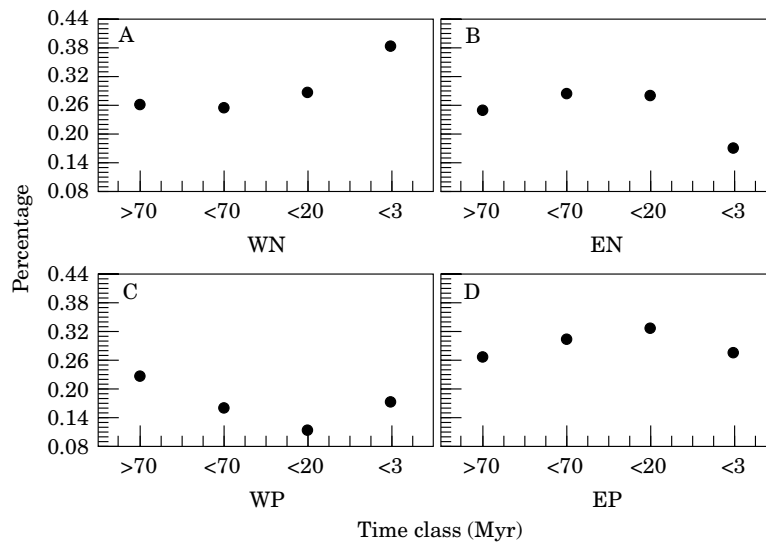 Percentage
A
0.44
0.38
0.32
0.26
0.20
0.14
0.08
>70 <70 <20 <3
WN
B
>70 <70 <20 <3
EN
C
0.44
0.38
0.32
0.26
0.20
0.14
0.08
>70 <70 <20 <3
WP
D
>70 <70 <20 <3
EP
Time class (Myr)